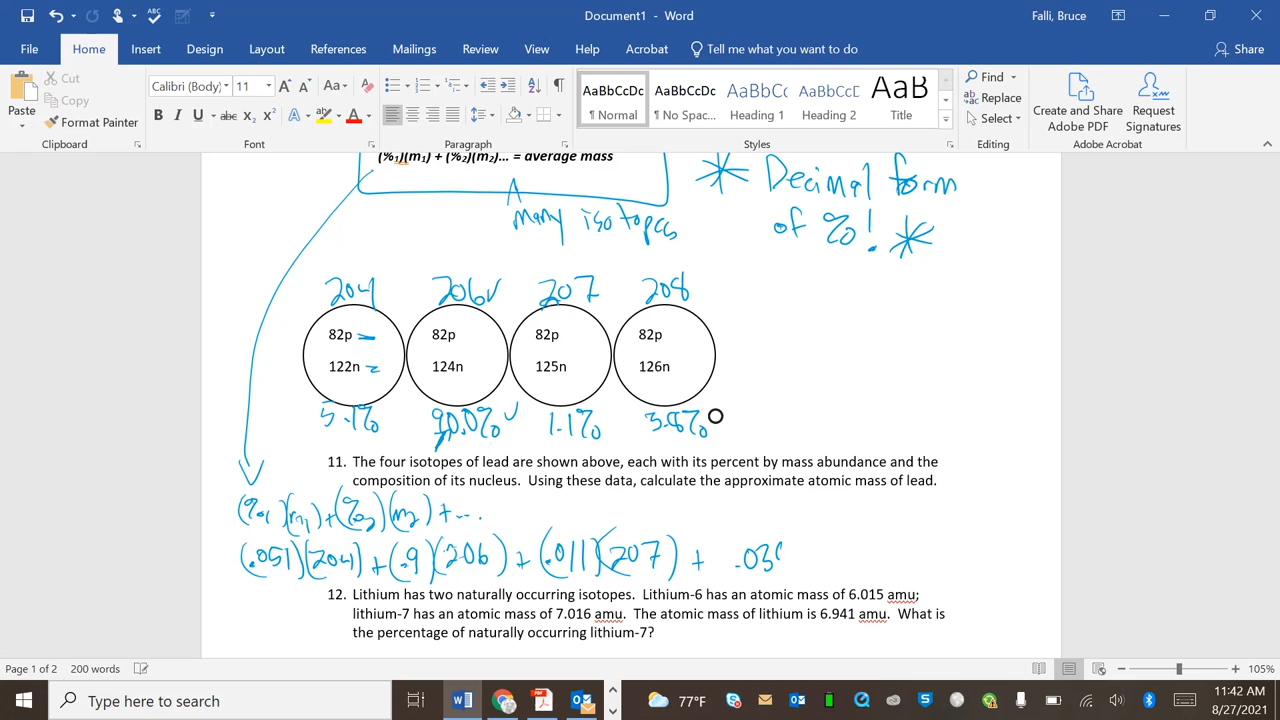 Document1 - Word
Falli, Bruce
File Home Insert Design Layout References Mailings Review View Help Acrobat Tell me what you want to do Share
Paste
Cut
Copy
Format Painter
Clipboard
Calibri (Body) 11
Font
Paragraph
AaBbCcDc AaBbCcDc AaBbCc AaBbCcD AaB
¶ Normal ¶ No Spac... Heading 1 Heading 2 Title
Styles
Find
Replace
Select
Editing
Create and Share Adobe PDF
Request Signatures
Adobe Acrobat
(%1)(m1) + (%2)(m2)... = average mass
many isotopes
* Decimal form
of %! *
204 206 207 208
82p 82p 82p 82p
122n 124n 125n 126n
5.1% 90.0% 1.1% 3.8%
11. The four isotopes of lead are shown above, each with its percent by mass abundance and the
composition of its nucleus. Using these data, calculate the approximate atomic mass of lead.
(%1)(m1) + (%2)(m2) + ...
(.051)(204) + (.9)(206) + (.011)(207) + .03
12. Lithium has two naturally occurring isotopes. Lithium-6 has an atomic mass of 6.015 amu;
lithium-7 has an atomic mass of 7.016 amu. The atomic mass of lithium is 6.941 amu. What is
the percentage of naturally occurring lithium-7?
Page 1 of 2 200 words 105%
Type here to search
77°F
11:42 AM
8/27/2021